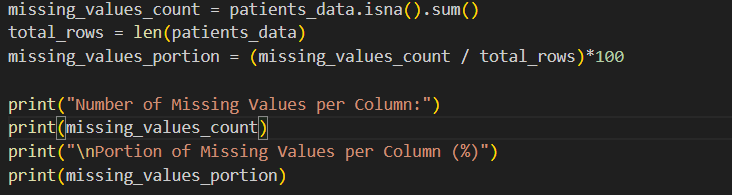 missing_values_count = patients_data.isna().sum()
total_rows = len(patients_data)
missing_values_portion = (missing_values_count / total_rows)*100
print("Number of Missing Values per Column:")
print(missing_values_count)
print("\nPortion of Missing Values per Column (%)")
print(missing_values_portion)